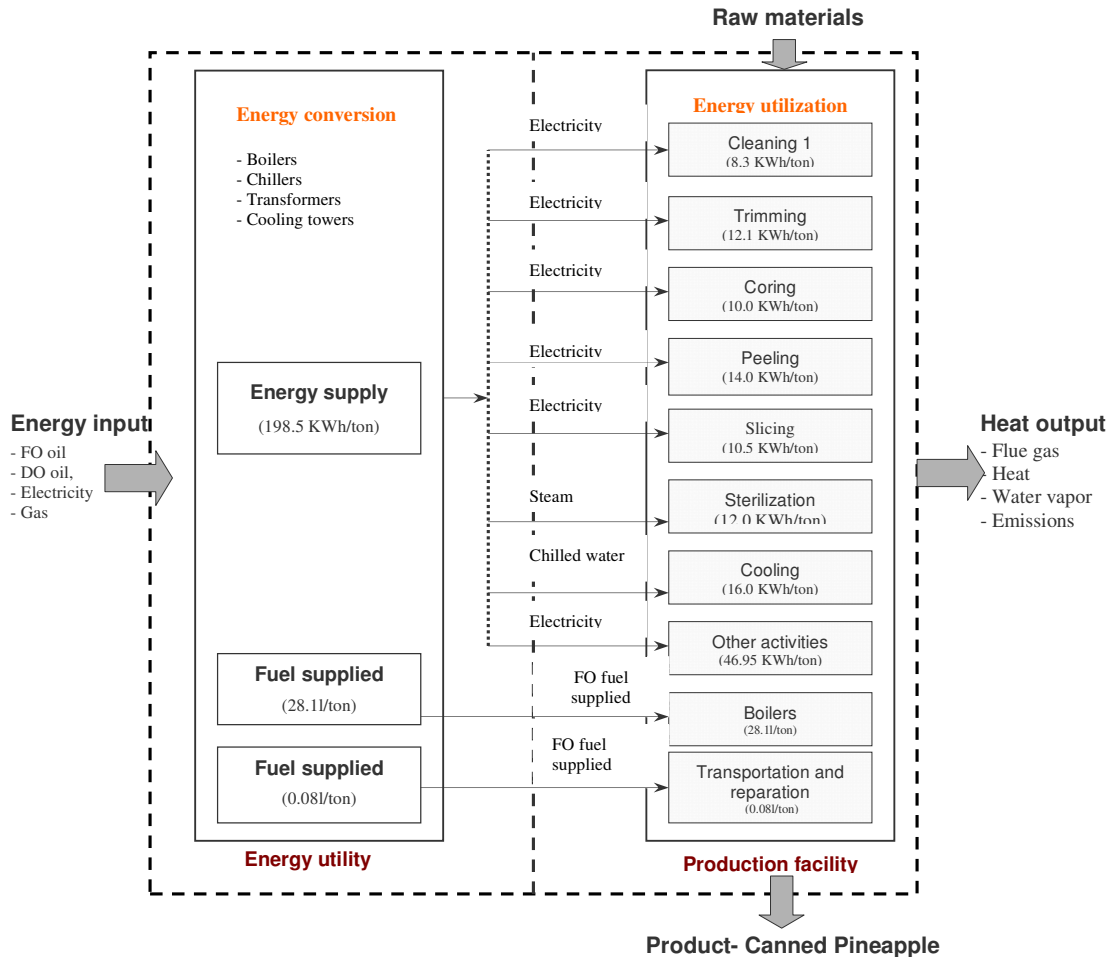 Raw materials
Energy conversion
- Boilers
- Chillers
- Transformers
- Cooling towers
Energy supply
(198.5 KWh/ton)
Fuel supplied
(28.1l/ton)
Fuel supplied
(0.08l/ton)
Energy utility
Energy input
- FO oil
- DO oil,
- Electricity
- Gas
Electricity
Electricity
Electricity
Electricity
Electricity
Steam
Chilled water
Electricity
FO fuel
supplied
FO fuel
supplied
Energy utilization
Cleaning 1
(8.3 KWh/ton)
Trimming
(12.1 KWh/ton)
Coring
(10.0 KWh/ton)
Peeling
(14.0 KWh/ton)
Slicing
(10.5 KWh/ton)
Sterilization
(12.0 KWh/ton)
Cooling
(16.0 KWh/ton)
Other activities
(46.95 KWh/ton)
Boilers
(28.1l/ton)
Transportation and
reparation
(0.08l/ton)
Production facility
Heat output
- Flue gas
- Heat
- Water vapor
- Emissions
Product- Canned Pineapple